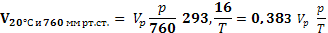 V₂₀°С и 760 мм рт.ст. = Vₚ p/760 293,16/T = 0,383 Vₚ p/T